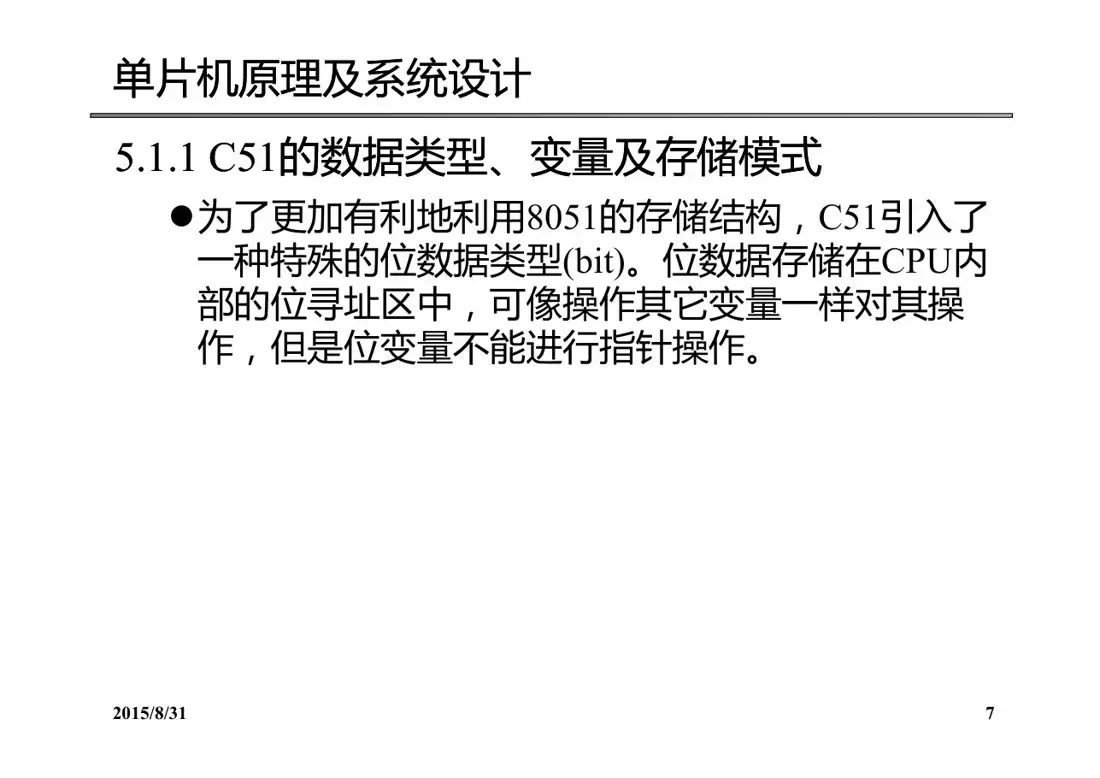 单片机原理及系统设计
5.1.1 C51的数据类型、变量及存储模式
●为了更加有利地利用8051的存储结构，C51引入了
一种特殊的位数据类型(bit)。位数据存储在CPU内
部的位寻址区中，可像操作其它变量一样对其操
作，但是位变量不能进行指针操作。
2015/8/31
7